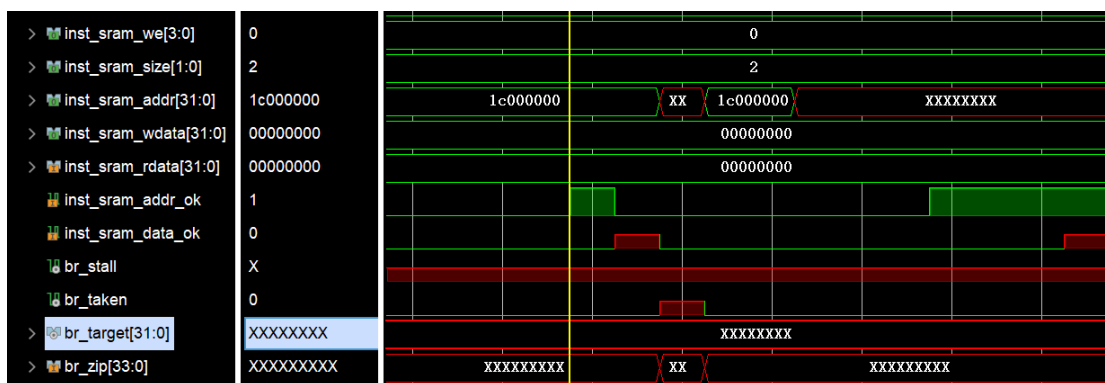 inst_sram_we[3:0] 0 0
inst_sram_size[1:0] 2 2
inst_sram_addr[31:0] 1c000000 1c000000 XX 1c000000 XXXXXXXX
inst_sram_wdata[31:0] 00000000 00000000
inst_sram_rdata[31:0] 00000000 00000000
inst_sram_addr_ok 1
inst_sram_data_ok 0
br_stall X
br_taken 0
br_target[31:0] XXXXXXXX XXXXXXXX
br_zip[33:0] XXXXXXXXX XXXXXXXXX XX XXXXXXXXX